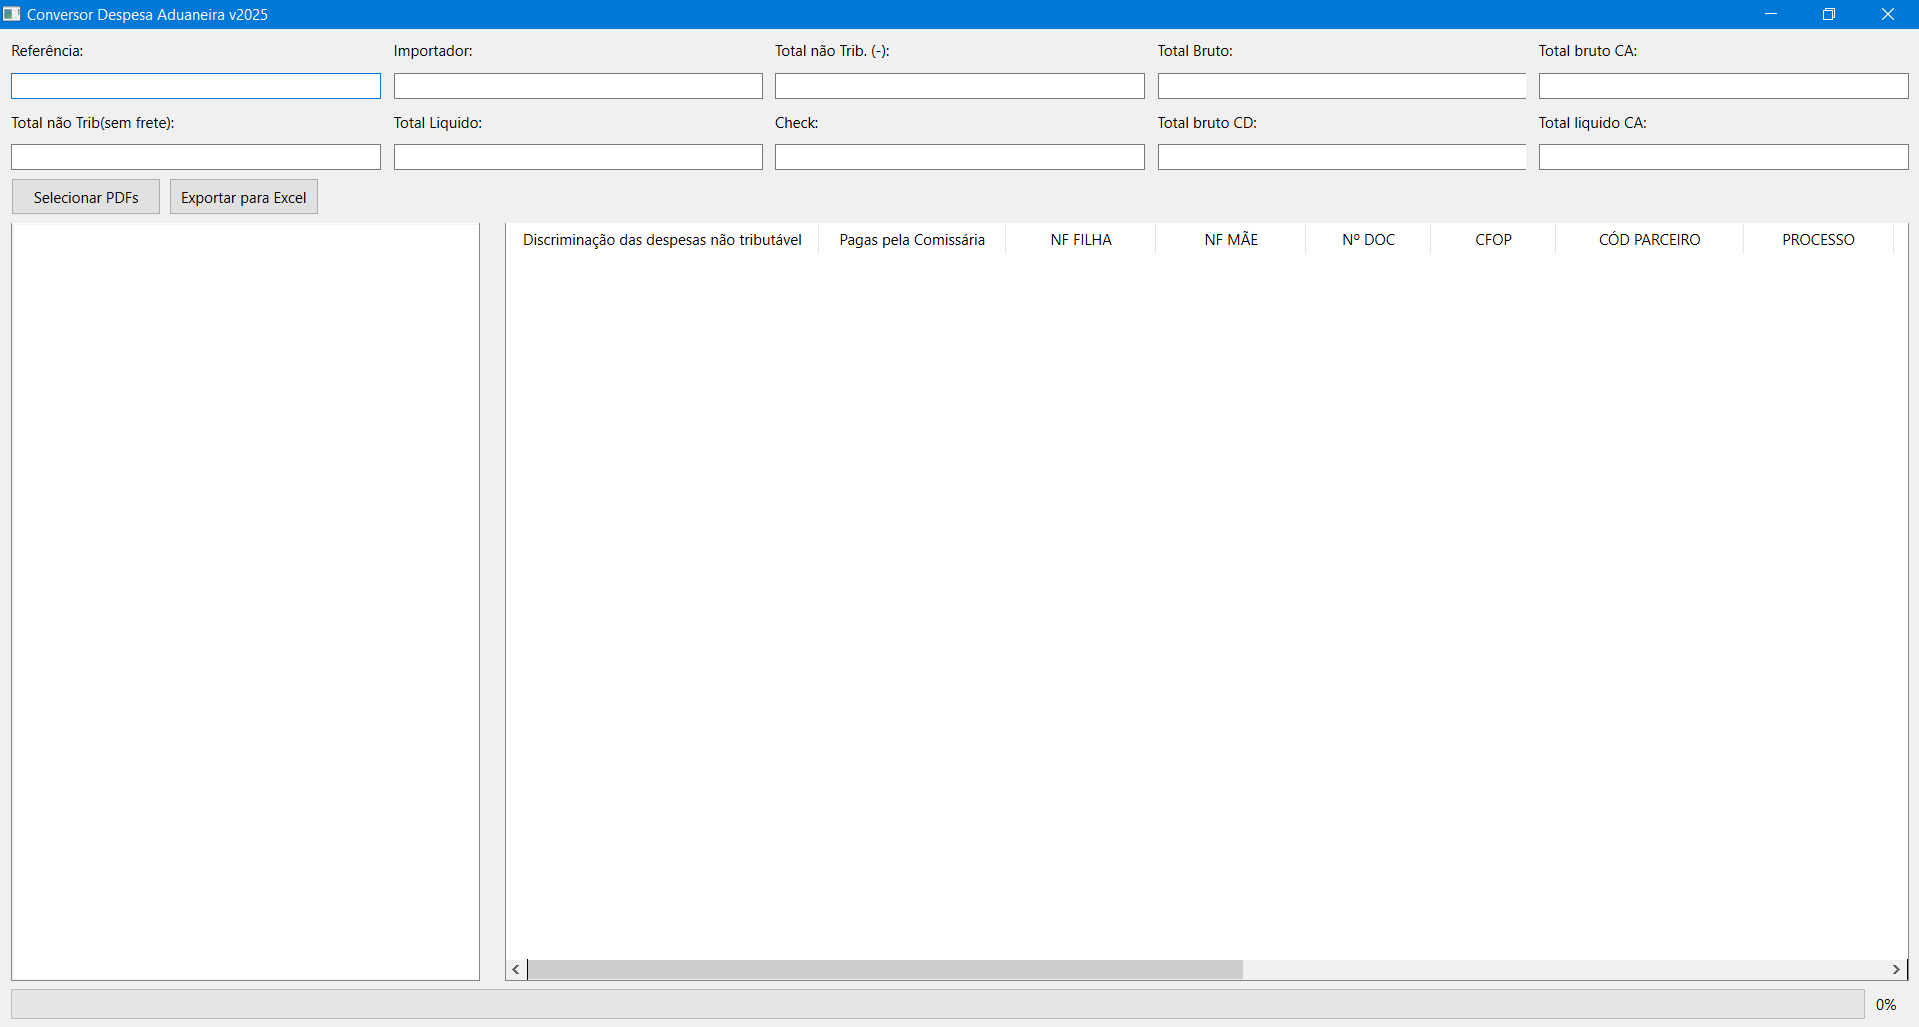 Conversor Despesa Aduaneira v2025
Referência: Importador: Total não Trib. (-): Total Bruto: Total bruto CA:
Total não Trib(sem frete): Total Liquido: Check: Total bruto CD: Total liquido CA:
Selecionar PDFs Exportar para Excel
Discriminação das despesas não tributável Pagas pela Comissária NF FILHA NF MÃE Nº DOC CFOP CÓD PARCEIRO PROCESSO
0%